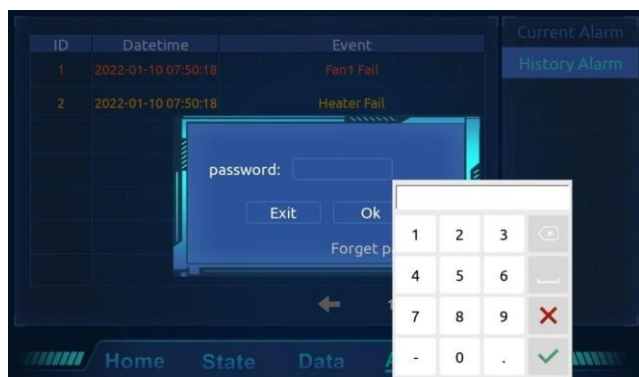 ID Datetime Event
Current Alarm
1 2022-01-10 07:50:18 Fan1 Fail
History Alarm
2 2022-01-10 07:50:18 Heater Fail
password:
Exit Ok
Forget p
1 2 3
4 5 6
7 8 9
- 0 .
Home State Data A